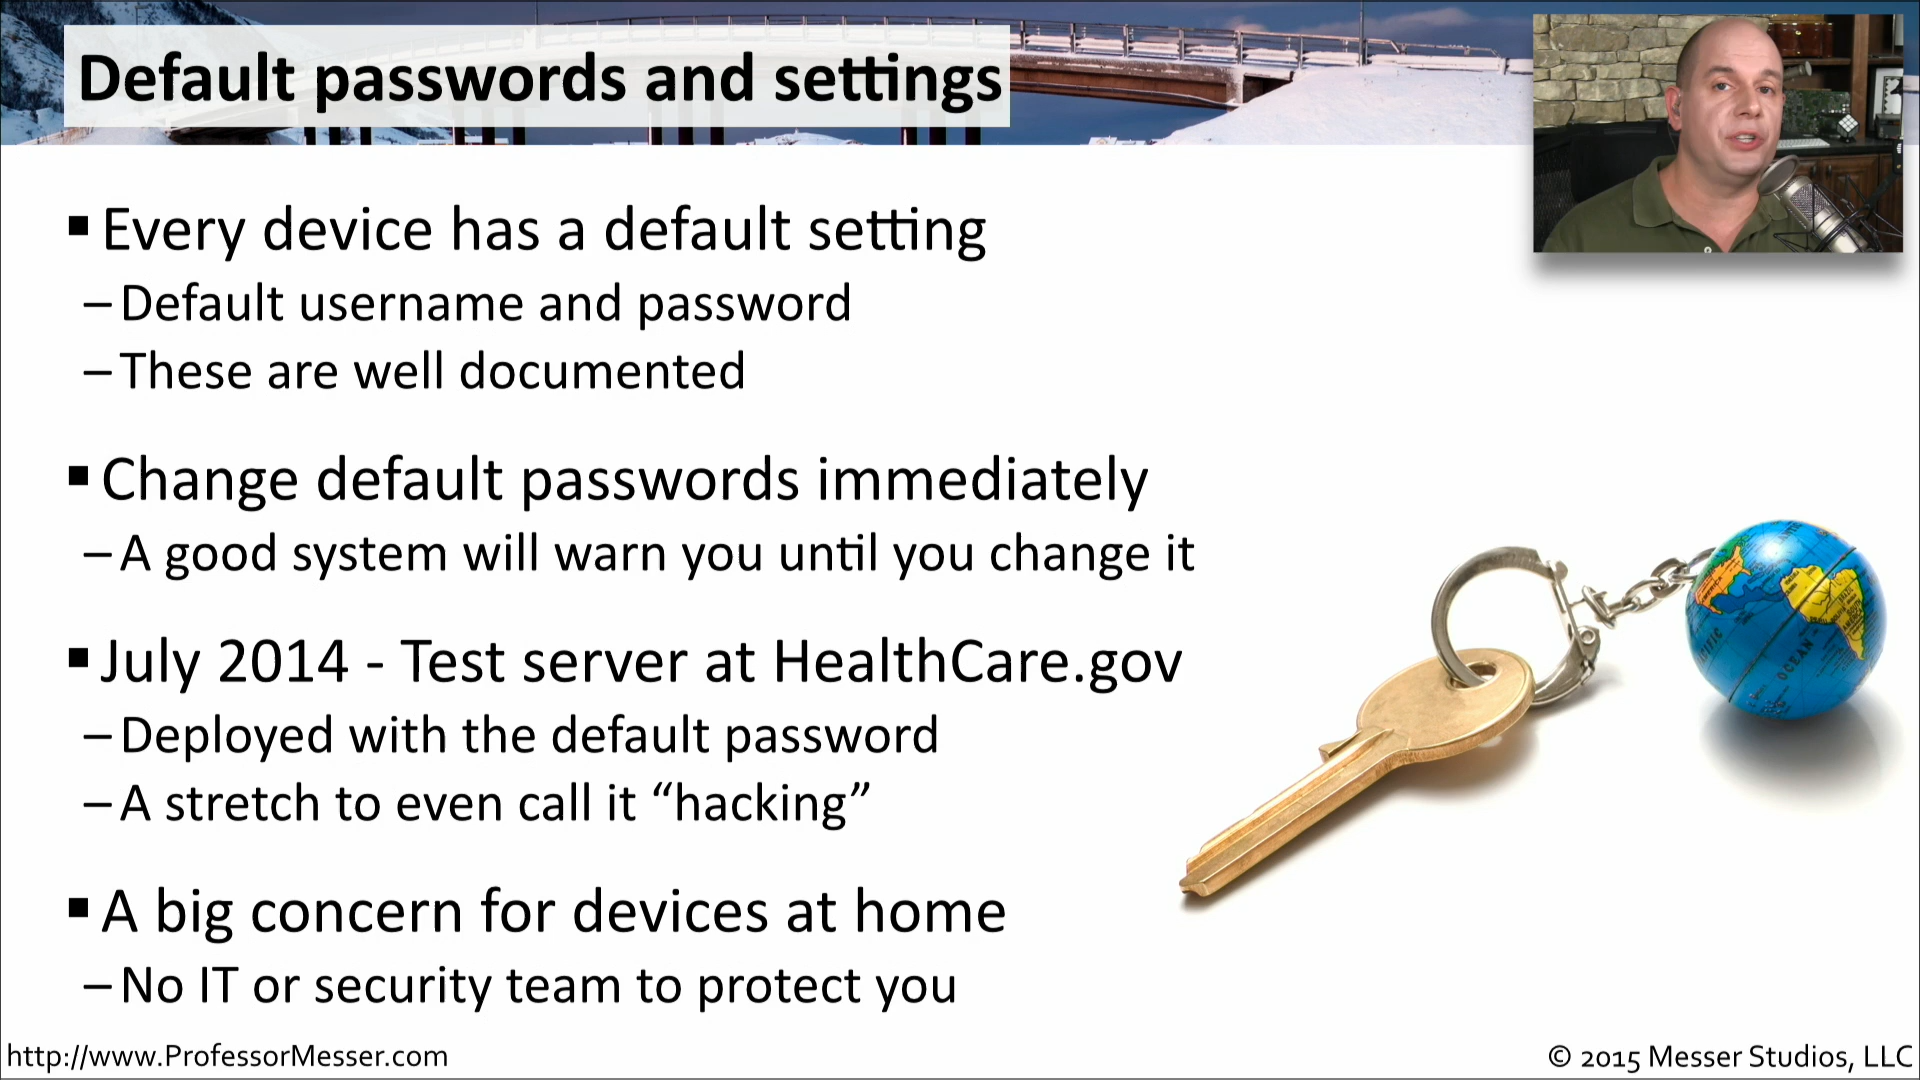 Default passwords and settings
▪ Every device has a default setting
– Default username and password
– These are well documented
▪ Change default passwords immediately
– A good system will warn you until you change it
▪ July 2014 - Test server at HealthCare.gov
– Deployed with the default password
– A stretch to even call it “hacking”
▪ A big concern for devices at home
– No IT or security team to protect you
http://www.ProfessorMesser.com
© 2015 Messer Studios, LLC
OCEAN